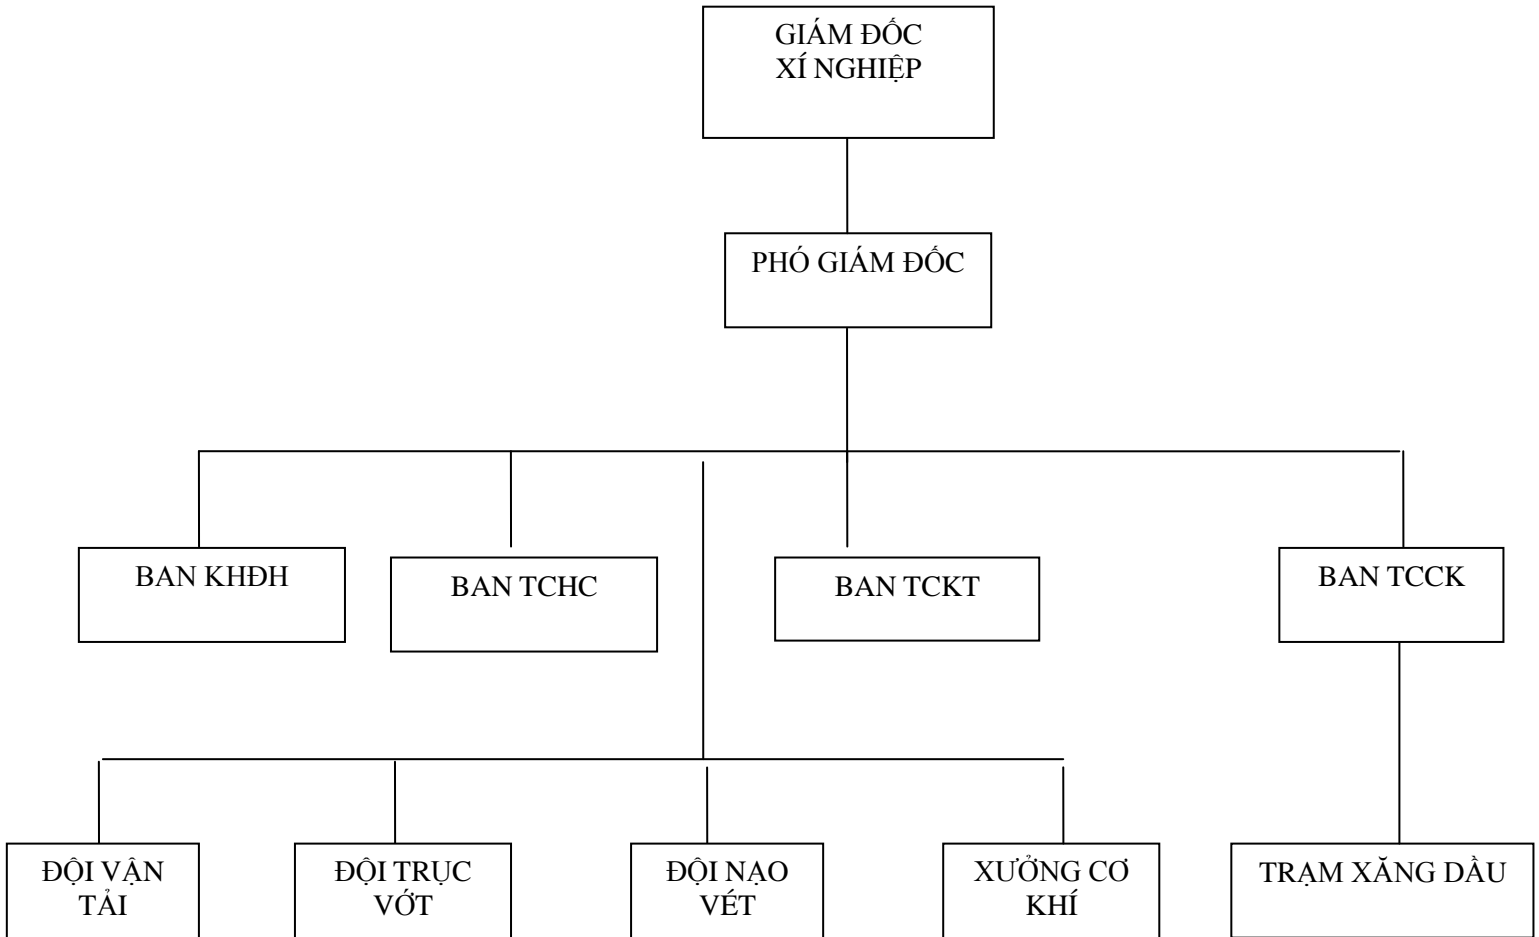 GIÁM ĐỐC
XÍ NGHIỆP
PHÓ GIÁM ĐỐC
BAN KHĐH
BAN TCHC
BAN TCKT
BAN TCCK
ĐỘI VẬN
TẢI
ĐỘI TRỤC
VỚT
ĐỘI NẠO
VÉT
XƯỞNG CƠ
KHÍ
TRẠM XĂNG DẦU